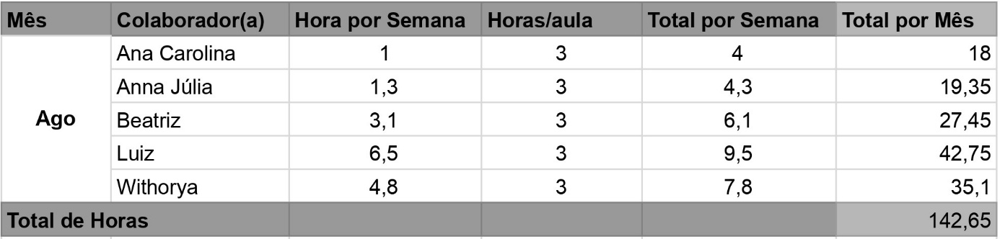 Mês Colaborador(a) Hora por Semana Horas/aula Total por Semana Total por Mês
Ana Carolina 1 3 4 18
Anna Júlia 1,3 3 4,3 19,35
Ago Beatriz 3,1 3 6,1 27,45
Luiz 6,5 3 9,5 42,75
Withorya 4,8 3 7,8 35,1
Total de Horas 142,65